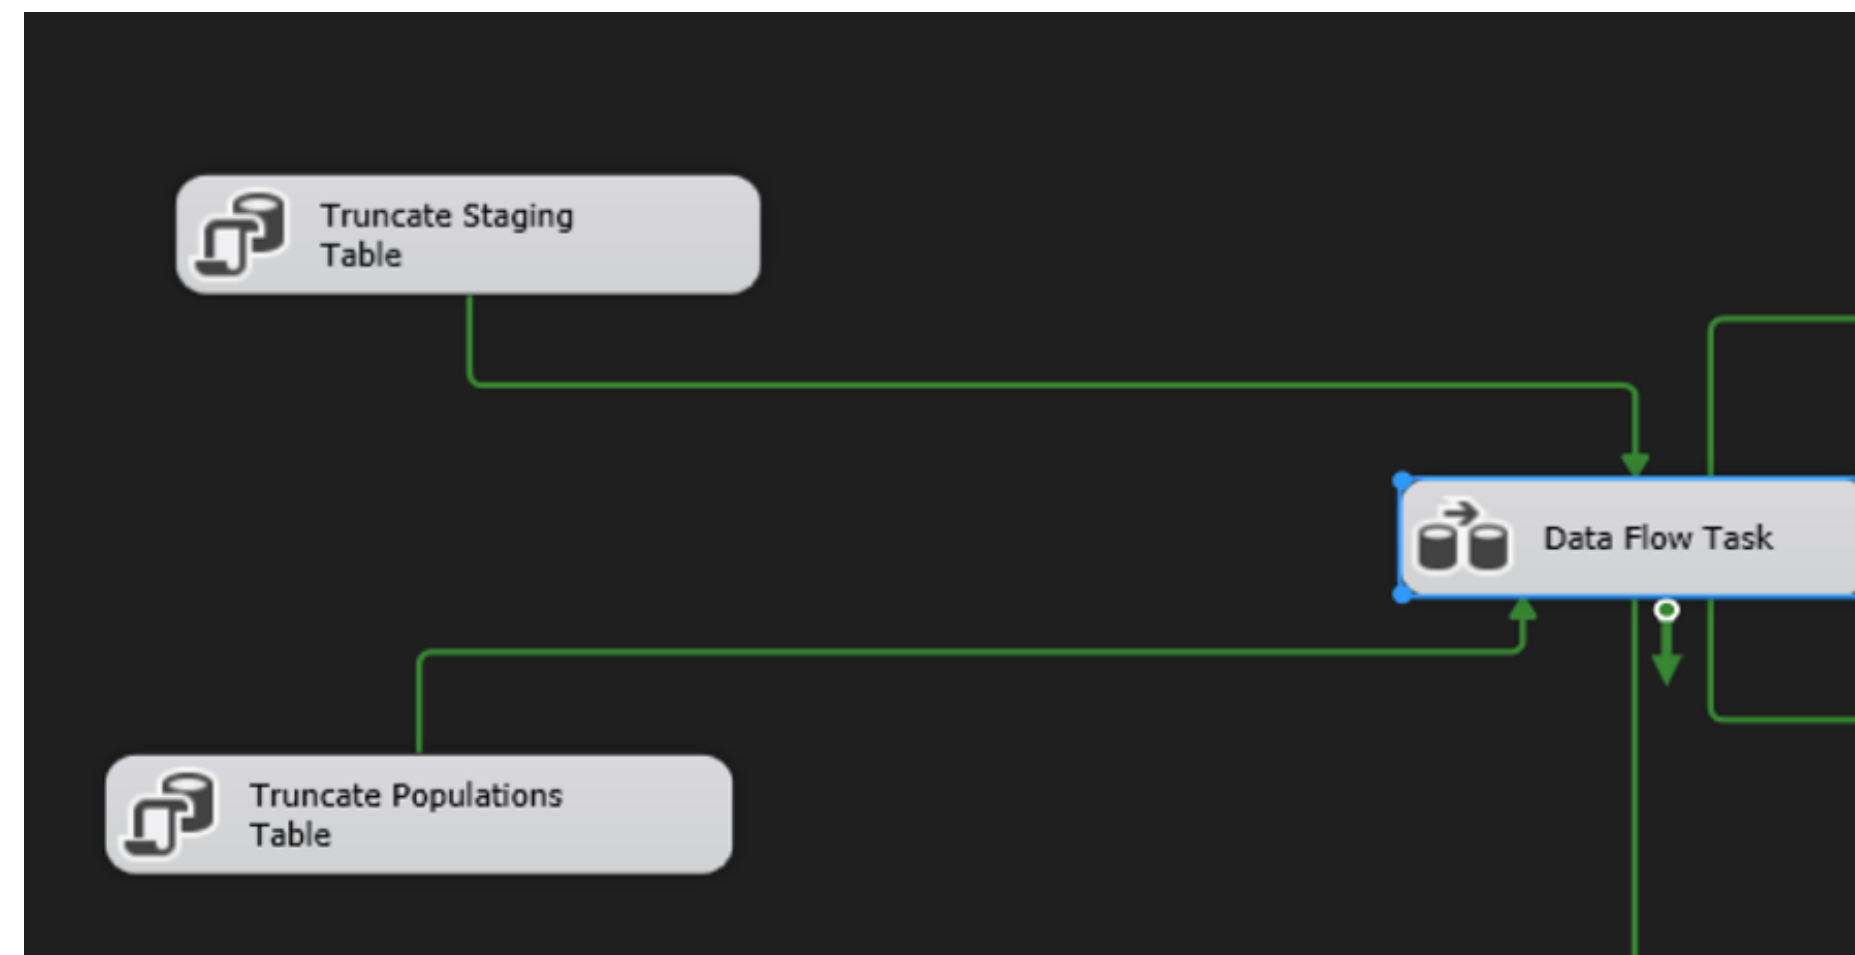 Truncate Staging
Table
Data Flow Task
Truncate Populations
Table